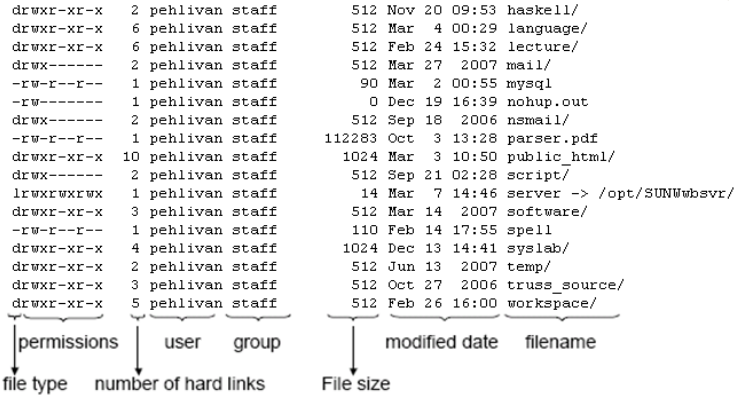 drwxr-xr-x 2 pehlivan staff 512 Nov 20 09:53 haskell/
drwxr-xr-x 6 pehlivan staff 512 Mar 4 00:29 language/
drwxr-xr-x 6 pehlivan staff 512 Feb 24 15:32 lecture/
drwx------ 2 pehlivan staff 512 Mar 27 2007 mail/
-rw-r--r-- 1 pehlivan staff 90 Mar 2 00:55 mysql
-rw------- 1 pehlivan staff 0 Dec 19 16:39 nohup.out
drwx------ 2 pehlivan staff 512 Sep 18 2006 nsmail/
-rw-r--r-- 1 pehlivan staff 112283 Oct 3 13:28 parser.pdf
drwxr-xr-x 10 pehlivan staff 1024 Mar 3 10:50 public_html/
drwx------ 2 pehlivan staff 512 Sep 21 02:28 script/
lrwxrwxrwx 1 pehlivan staff 14 Mar 7 14:46 server -> /opt/SUNWwbsvr/
drwxr-xr-x 3 pehlivan staff 512 Mar 14 2007 software/
-rw-r--r-- 1 pehlivan staff 110 Feb 14 17:55 spell
drwxr-xr-x 4 pehlivan staff 1024 Dec 13 14:41 syslab/
drwxr-xr-x 2 pehlivan staff 512 Jun 13 2007 temp/
drwxr-xr-x 3 pehlivan staff 512 Oct 27 2006 truss_source/
drwxr-xr-x 5 pehlivan staff 512 Feb 26 16:00 workspace/
permissions user group modified date filename
file type number of hard links File size